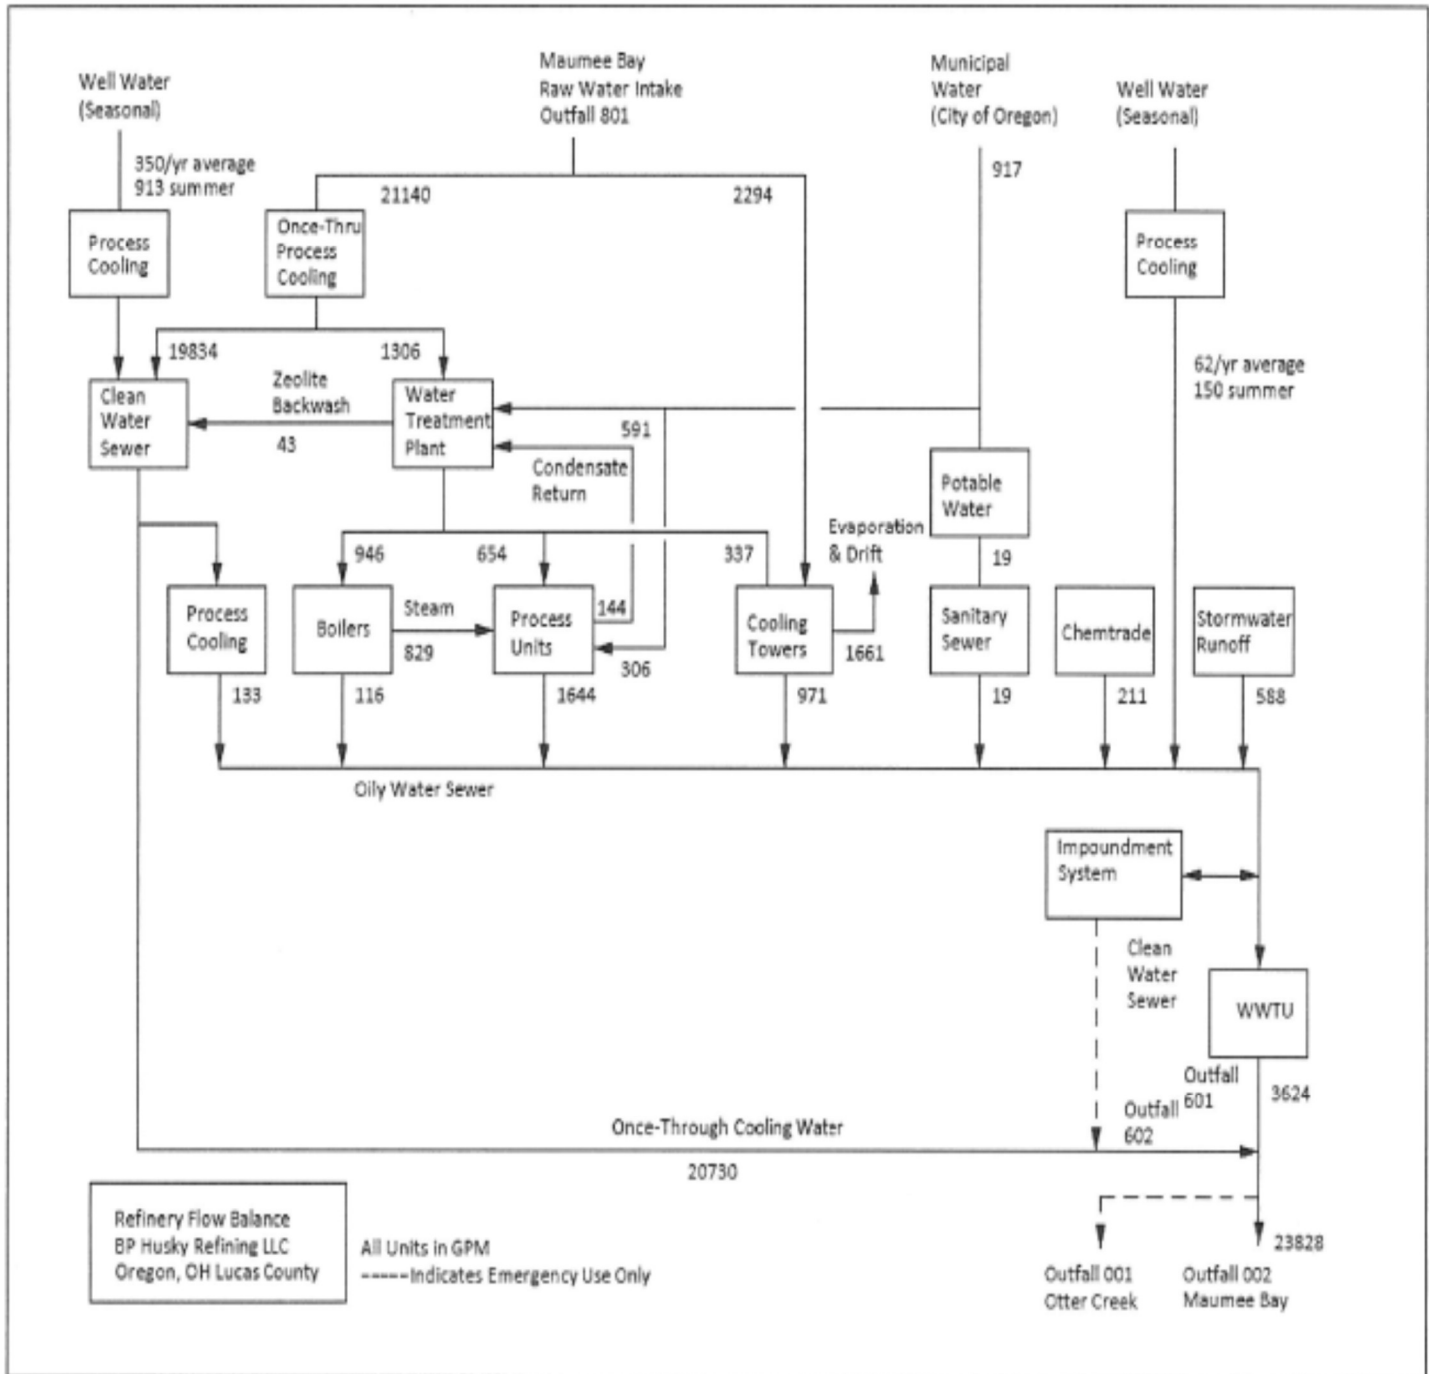 Well Water
(Seasonal)
Maumee Bay
Raw Water Intake
Outfall 801
Municipal
Water
(City of Oregon)
Well Water
(Seasonal)
350/yr average
913 summer
21140
2294
917
Process
Cooling
Once-Thru
Process
Cooling
Process
Cooling
19834
1306
62/yr average
150 summer
Clean
Water
Sewer
Zeolite
Backwash
43
Water
Treatment
Plant
591
Condensate
Return
Potable
Water
Evaporation
& Drift
946
654
337
19
Process
Cooling
Boilers
Steam
829
Process
Units
144
306
Cooling
Towers
1661
Sanitary
Sewer
Chemtrade
Stormwater
Runoff
133
116
1644
971
19
211
588
Oily Water Sewer
Impoundment
System
Clean
Water
Sewer
WWTU
Outfall
601
3624
Outfall
602
Once-Through Cooling Water
20730
Refinery Flow Balance
BP Husky Refining LLC
Oregon, OH Lucas County
All Units in GPM
-----Indicates Emergency Use Only
23828
Outfall 001
Otter Creek
Outfall 002
Maumee Bay